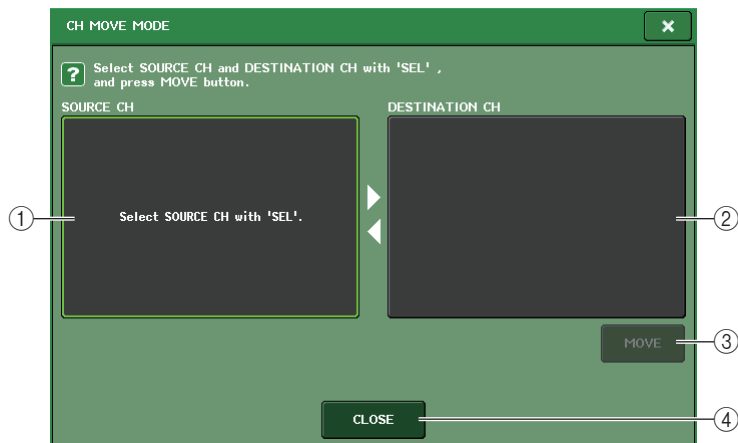 CH MOVE MODE
×
? Select SOURCE CH and DESTINATION CH with 'SEL' ,
and press MOVE button.
SOURCE CH
DESTINATION CH
① Select SOURCE CH with 'SEL'. ②
MOVE ③
CLOSE ④